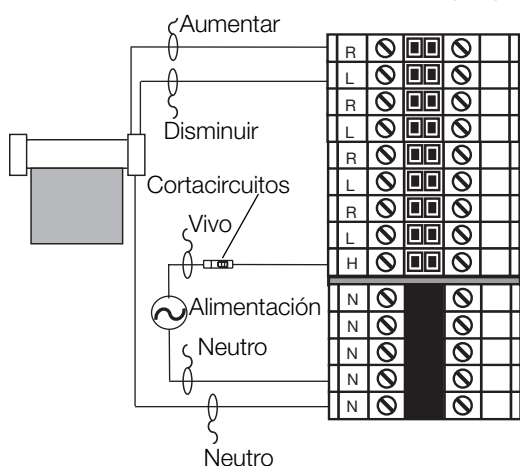 Aumentar
R
L
Disminuir
R
L
R
L
R
L
Cortacircuitos
Vivo
H
Alimentación
N
N
N
Neutro
N
N
Neutro